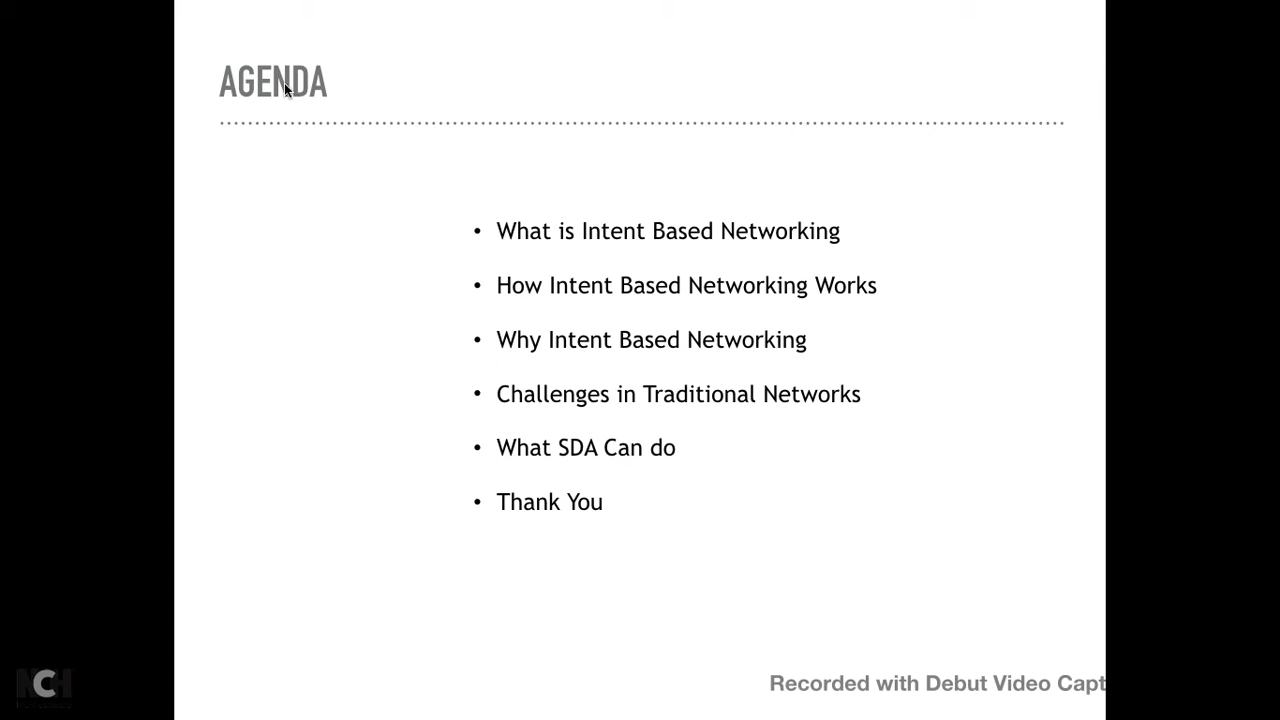 AGENDA
• What is Intent Based Networking
• How Intent Based Networking Works
• Why Intent Based Networking
• Challenges in Traditional Networks
• What SDA Can do
• Thank You
NCH
Recorded with Debut Video Capt